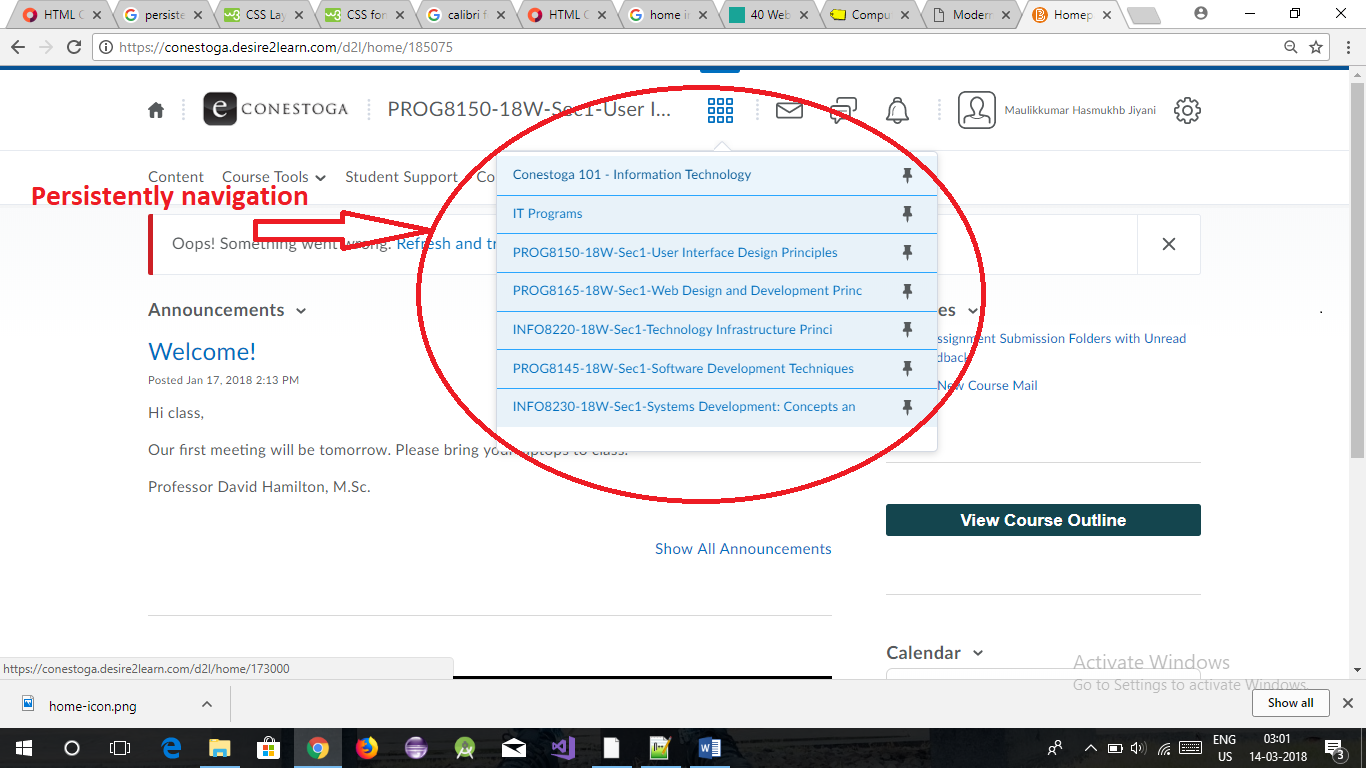 HTML C
persiste
CSS Lay
CSS for
calibri f
HTML C
home i
40 Web
Compu
Modern
Homep
https://conestoga.desire2learn.com/d2l/home/185075
e CONESTOGA
PROG8150-18W-Sec1-User I...
Maulikkumar Hasmukhb Jiyani
Content Course Tools Student Support Co
Persistently navigation
Oops! Something went wrong. Refresh and tr
Conestoga 101 - Information Technology
IT Programs
PROG8150-18W-Sec1-User Interface Design Principles
PROG8165-18W-Sec1-Web Design and Development Princ
INFO8220-18W-Sec1-Technology Infrastructure Princi
PROG8145-18W-Sec1-Software Development Techniques
INFO8230-18W-Sec1-Systems Development: Concepts an
Announcements
Welcome!
Posted Jan 17, 2018 2:13 PM
Hi class,
Our first meeting will be tomorrow. Please bring your laptops to class.
Professor David Hamilton, M.Sc.
Show All Announcements
es
ssignment Submission Folders with Unread
dback
New Course Mail
View Course Outline
Calendar
Activate Windows
Go to Settings to activate Windows.
https://conestoga.desire2learn.com/d2l/home/173000
home-icon.png
Show all
ENG
US
03:01
14-03-2018
3